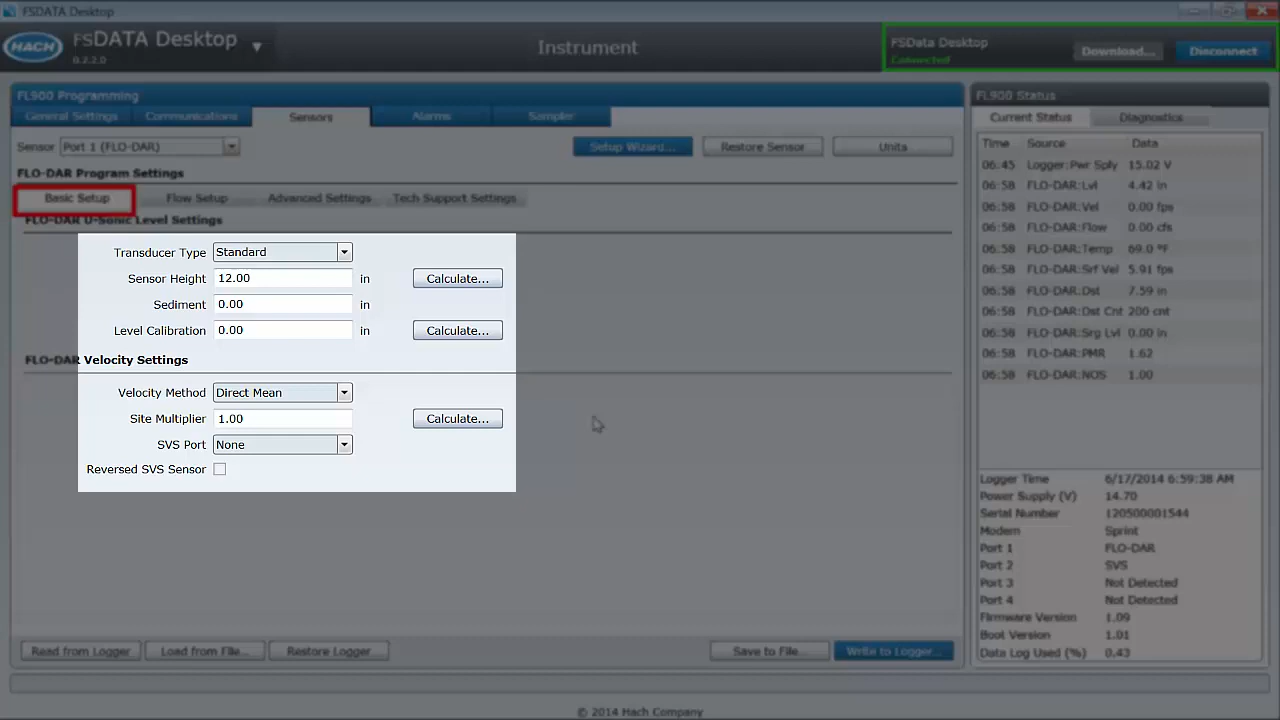 FSDATA Desktop
HACH
FSDATA Desktop
0.2.2.0
Instrument
FSData Desktop
Connected
Download...
Disconnect
FL900 Programming
General Settings
Communications
Sensors
Alarms
Sampler
Sensor
Port 1 (FLO-DAR)
Setup Wizard...
Restore Sensor
Units
FLO-DAR Program Settings
Basic Setup
Flow Setup
Advanced Settings
Tech Support Settings
FLO-DAR U-Sonic Level Settings
Transducer Type Standard
Sensor Height 12.00 in Calculate...
Sediment 0.00 in
Level Calibration 0.00 in Calculate...
FLO-DAR Velocity Settings
Velocity Method Direct Mean
Site Multiplier 1.00 Calculate...
SVS Port None
Reversed SVS Sensor
Read from Logger
Load from File...
Restore Logger
Save to File...
Write to Logger...
FL900 Status
Current Status
Diagnostics
Time Source Data
06:45 Logger:Pwr Sply 15.02 V
06:58 FLO-DAR:Lvl 4.42 in
06:58 FLO-DAR:Vel 0.00 fps
06:58 FLO-DAR:Flow 0.00 cfs
06:58 FLO-DAR:Temp 69.0 °F
06:58 FLO-DAR:Srf Vel 5.91 fps
06:58 FLO-DAR:Dst 7.59 in
06:58 FLO-DAR:Dst Cnt 200 cnt
06:58 FLO-DAR:Srg Lvl 0.00 in
06:58 FLO-DAR:PMR 1.62
06:58 FLO-DAR:NOS 1.00
Logger Time 6/17/2014 6:59:38 AM
Power Supply (V) 14.70
Serial Number 120500001544
Modem Sprint
Port 1 FLO-DAR
Port 2 SVS
Port 3 Not Detected
Port 4 Not Detected
Firmware Version 1.09
Boot Version 1.01
Data Log Used (%) 0.43
© 2014 Hach Company